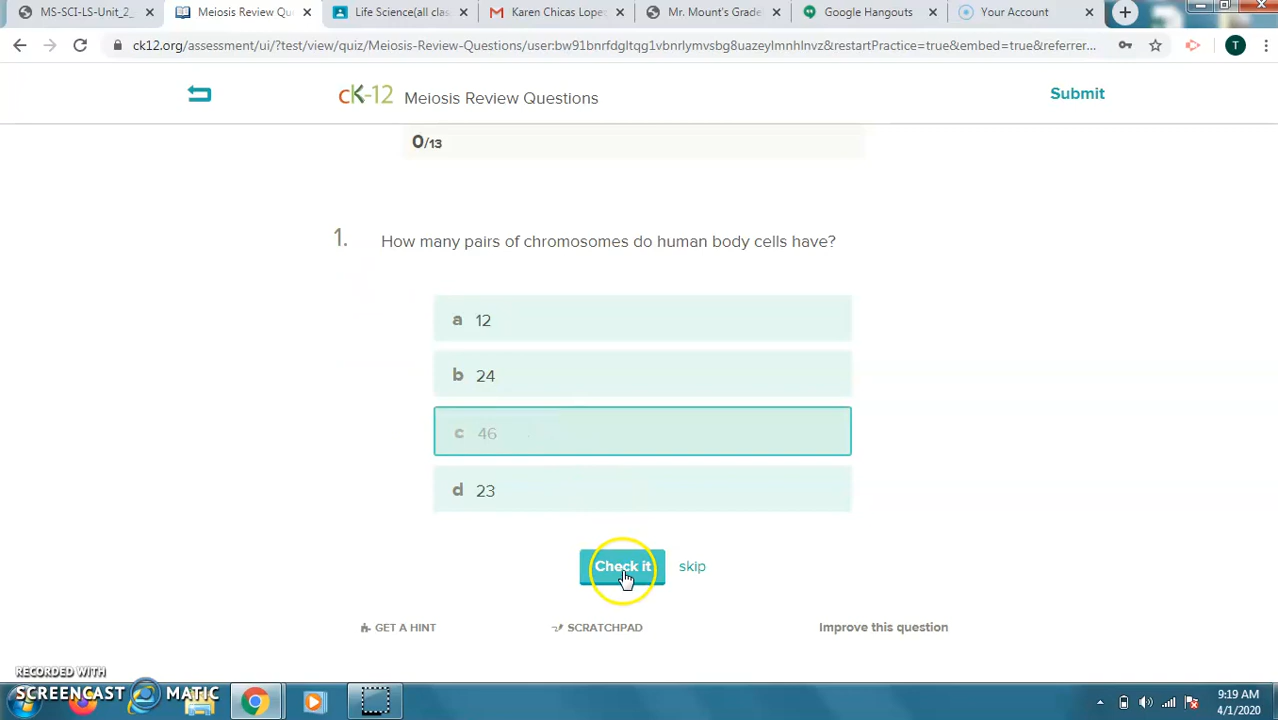 MS-SCI-LS-Unit_2_
Meiosis Review Qu
Life Science(all clas
Karen Chivis Lopes
Mr. Mount's Grade
Google Hangouts
Your Account
ck12.org/assessment/ui/?test/view/quiz/Meiosis-Review-Questions/user:bw91bnrfdgltqg1vbnrlymvsbg8uazeylmnhlnvz&restartPractice=true&embed=true&referrer...
T
cK-12 Meiosis Review Questions
Submit
0/13
1. How many pairs of chromosomes do human body cells have?
a 12
b 24
c 46
d 23
Check it skip
GET A HINT
SCRATCHPAD
Improve this question
RECORDED WITH
SCREENCAST MATIC
9:19 AM
4/1/2020